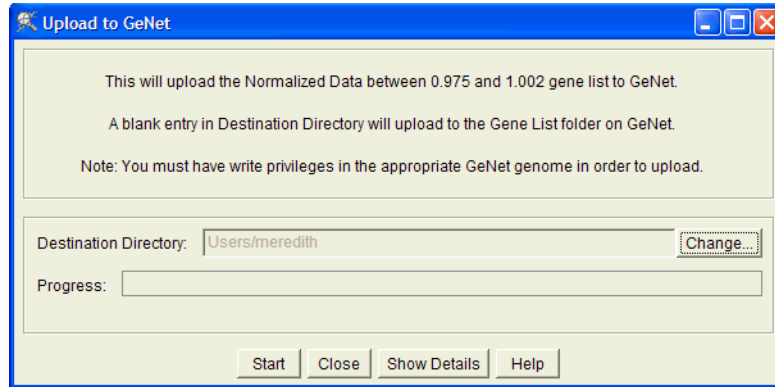 Upload to GeNet
This will upload the Normalized Data between 0.975 and 1.002 gene list to GeNet.
A blank entry in Destination Directory will upload to the Gene List folder on GeNet.
Note: You must have write privileges in the appropriate GeNet genome in order to upload.
Destination Directory: Users/meredith Change...
Progress:
Start Close Show Details Help